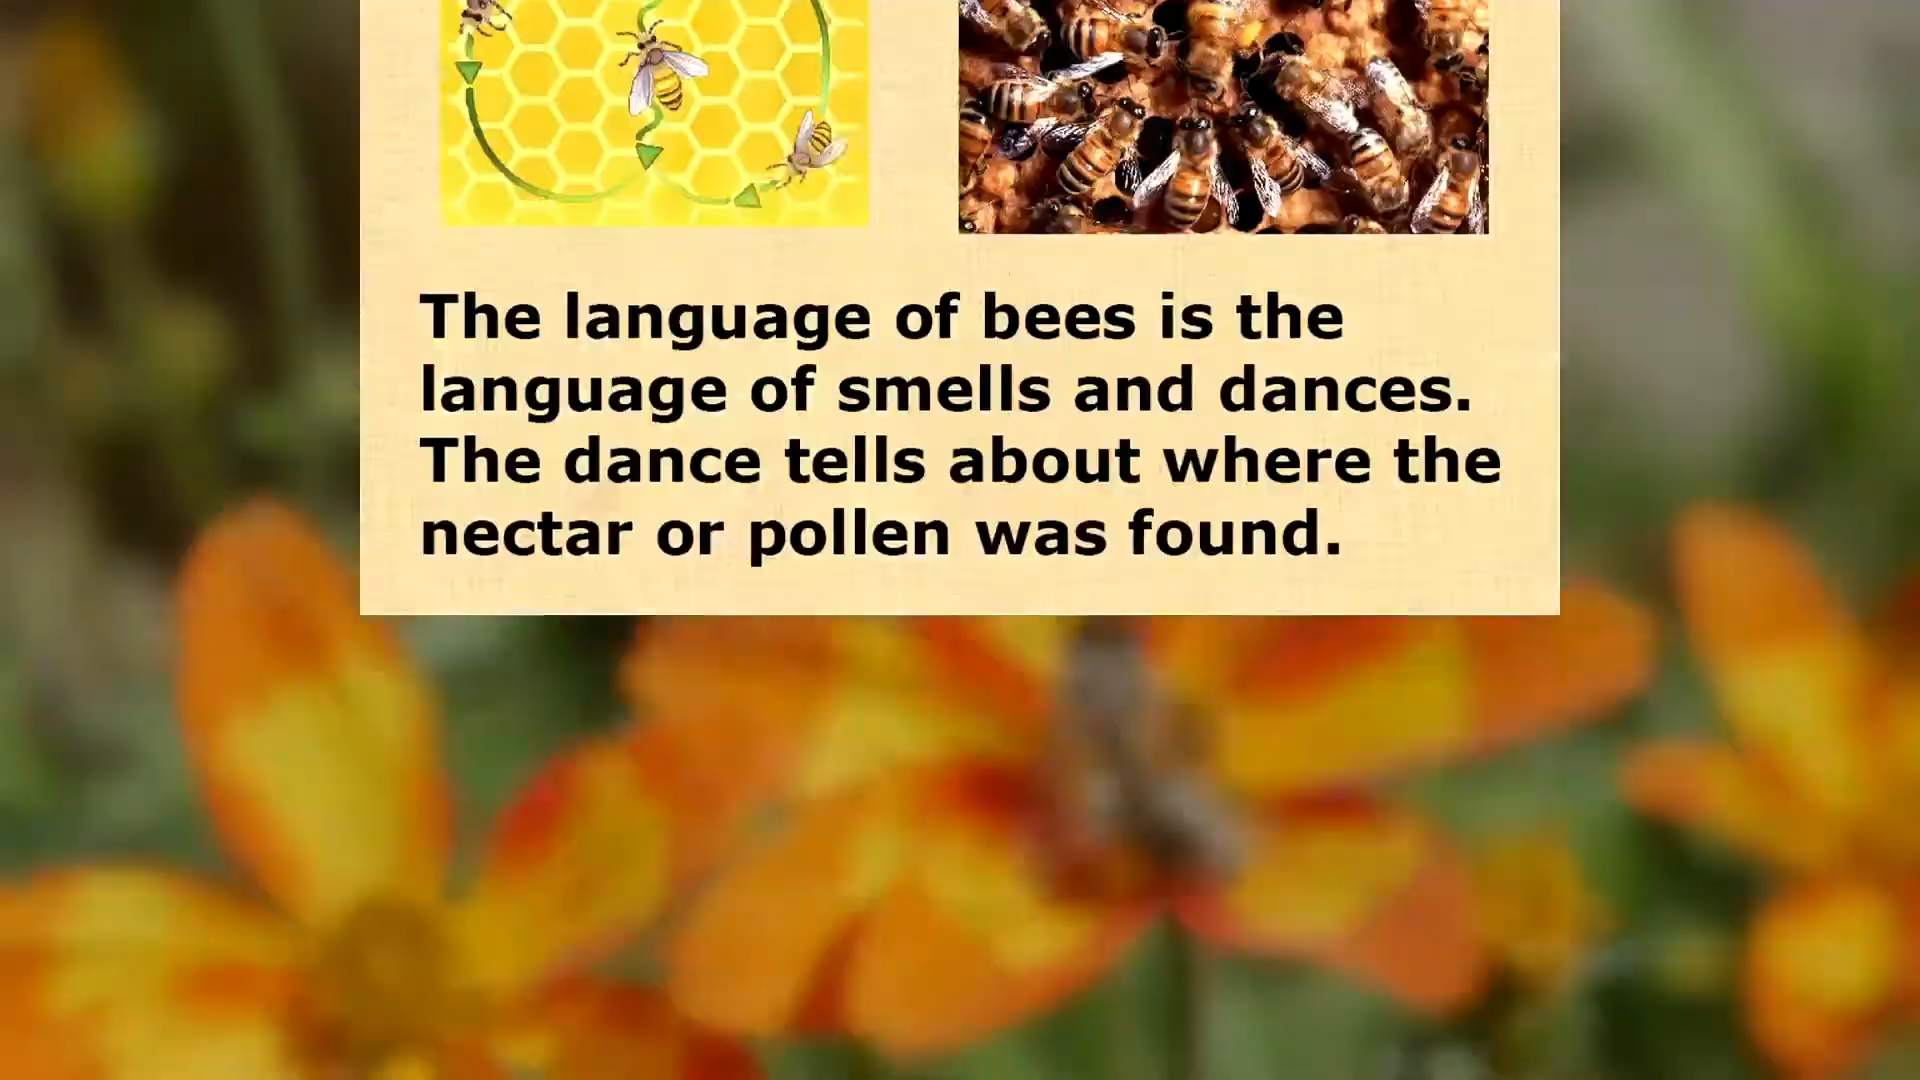 The language of bees is the
language of smells and dances.
The dance tells about where the
nectar or pollen was found.